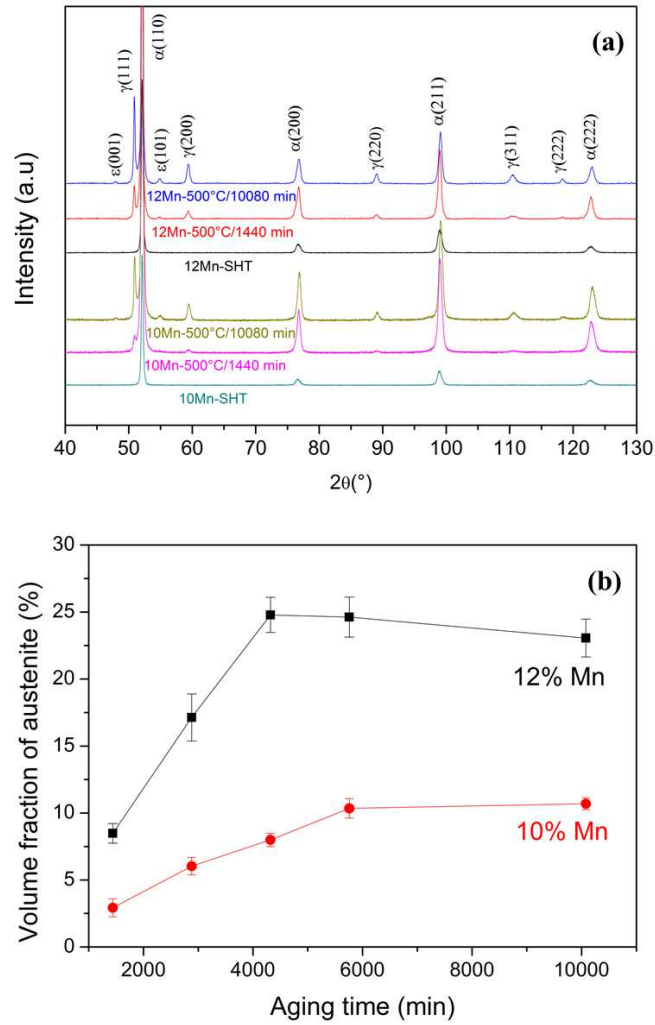 (a)
Intensity (a.u)
ε(001)
γ(111)
α(110)
ε(101)
γ(200)
α(200)
γ(220)
α(211)
γ(311)
γ(222)
α(222)
12Mn-500°C/10080 min
12Mn-500°C/1440 min
12Mn-SHT
10Mn-500°C/10080 min
10Mn-500°C/1440 min
10Mn-SHT
40 50 60 70 80 90 100 110 120 130
2θ(°)
(b)
Volume fraction of austenite (%)
30
25
20
15
10
5
0
12% Mn
10% Mn
2000 4000 6000 8000 10000
Aging time (min)